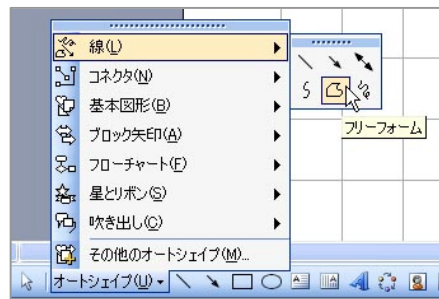 線(L)
コネクタ(N)
基本図形(B)
ブロック矢印(A)
フローチャート(F)
星とリボン(S)
吹き出し(C)
その他のオートシェイプ(M)...
フリーフォーム
オートシェイプ(U)